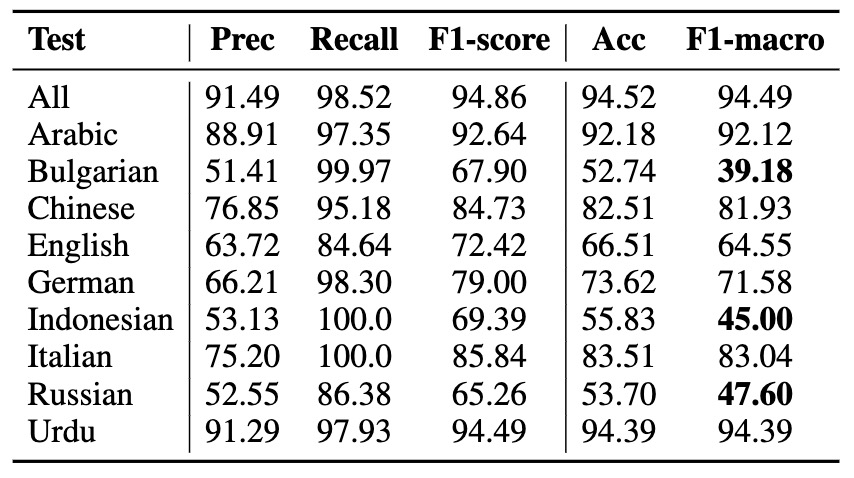 Test Prec Recall F1-score Acc F1-macro
All 91.49 98.52 94.86 94.52 94.49
Arabic 88.91 97.35 92.64 92.18 92.12
Bulgarian 51.41 99.97 67.90 52.74 39.18
Chinese 76.85 95.18 84.73 82.51 81.93
English 63.72 84.64 72.42 66.51 64.55
German 66.21 98.30 79.00 73.62 71.58
Indonesian 53.13 100.0 69.39 55.83 45.00
Italian 75.20 100.0 85.84 83.51 83.04
Russian 52.55 86.38 65.26 53.70 47.60
Urdu 91.29 97.93 94.49 94.39 94.39